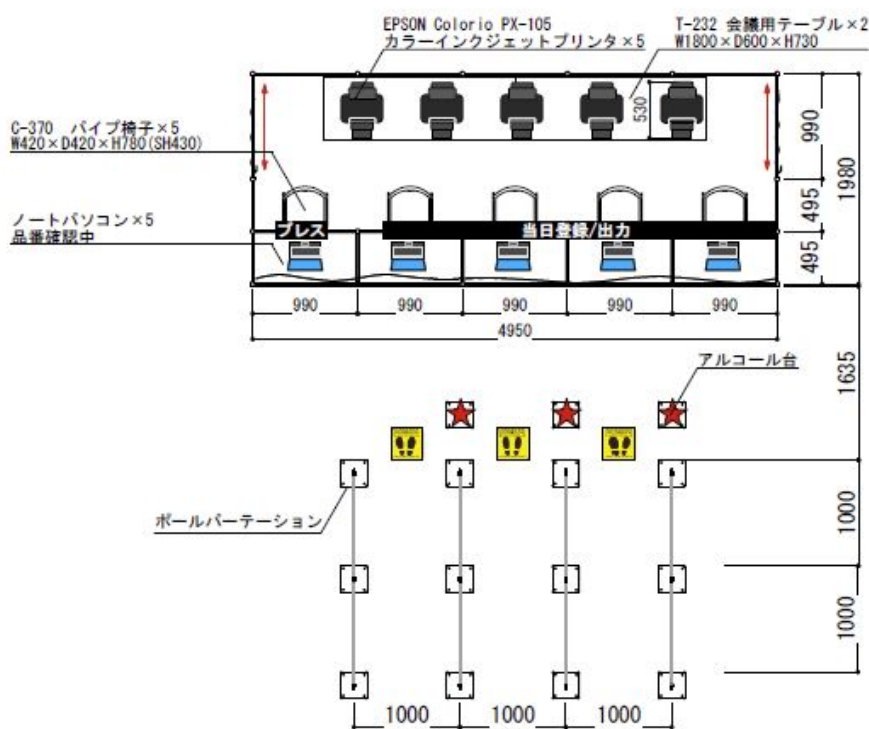 EPSON Colorio PX-105
カラーインクジェットプリンタ×5
T-232 会議用テーブル×2
W1800×D600×H730
C-370 パイプ椅子×5
W420×D420×H780(SH430)
530
990
1980
495
ノートパソコン×5
品番確認中
プレス
当日登録/出力
495
990
990
990
990
990
4950
1635
アルコール台
ポールパーテーション
1000
1000
1000
1000
1000